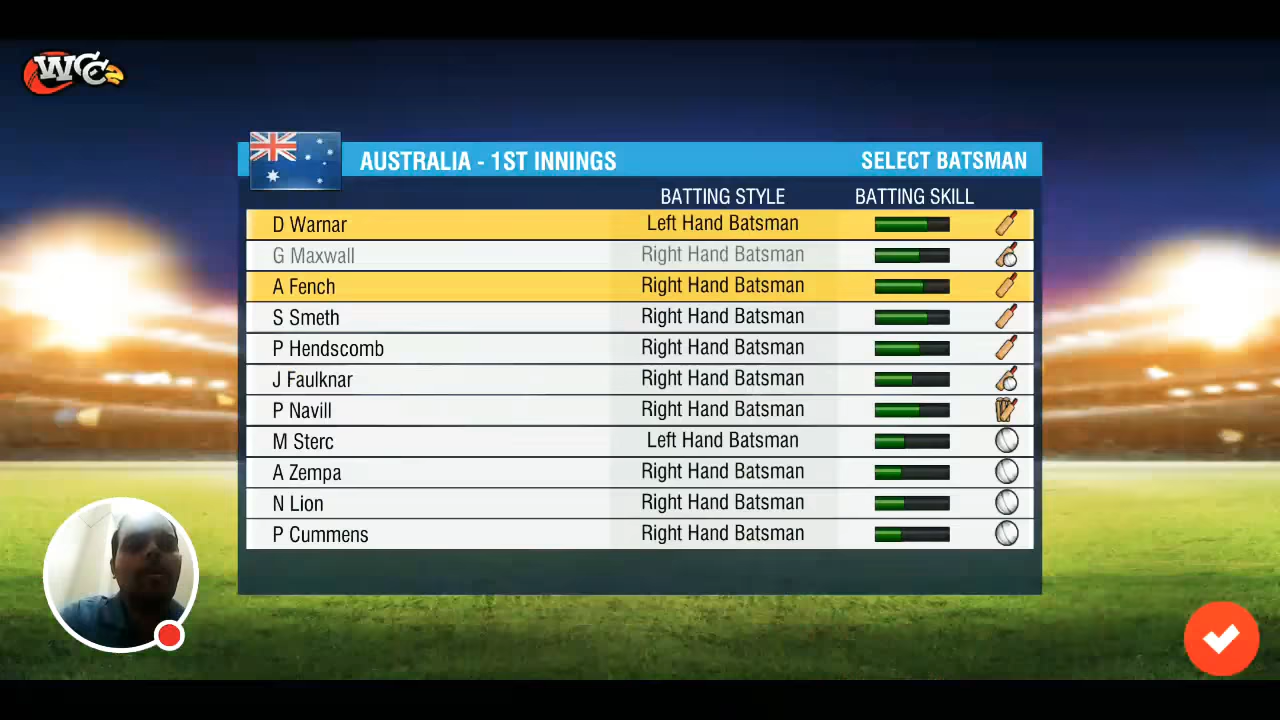 WCC
AUSTRALIA - 1ST INNINGS SELECT BATSMAN
BATTING STYLE BATTING SKILL
D Warnar Left Hand Batsman
G Maxwall Right Hand Batsman
A Fench Right Hand Batsman
S Smeth Right Hand Batsman
P Hendscomb Right Hand Batsman
J Faulknar Right Hand Batsman
P Navill Right Hand Batsman
M Sterc Left Hand Batsman
A Zempa Right Hand Batsman
N Lion Right Hand Batsman
P Cummens Right Hand Batsman